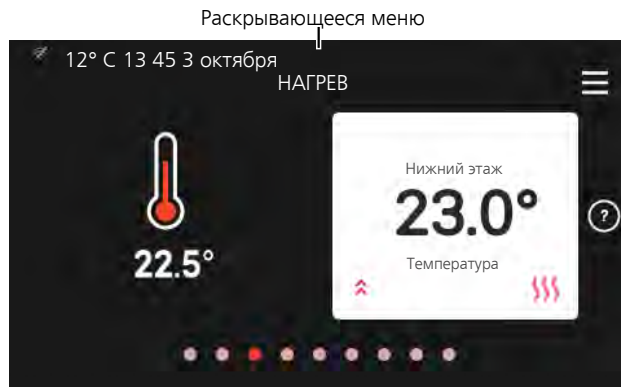 Раскрывающееся меню
12° C 13 45 3 октября
НАГРЕВ
Нижний этаж
23.0°
?
22.5°
Температура